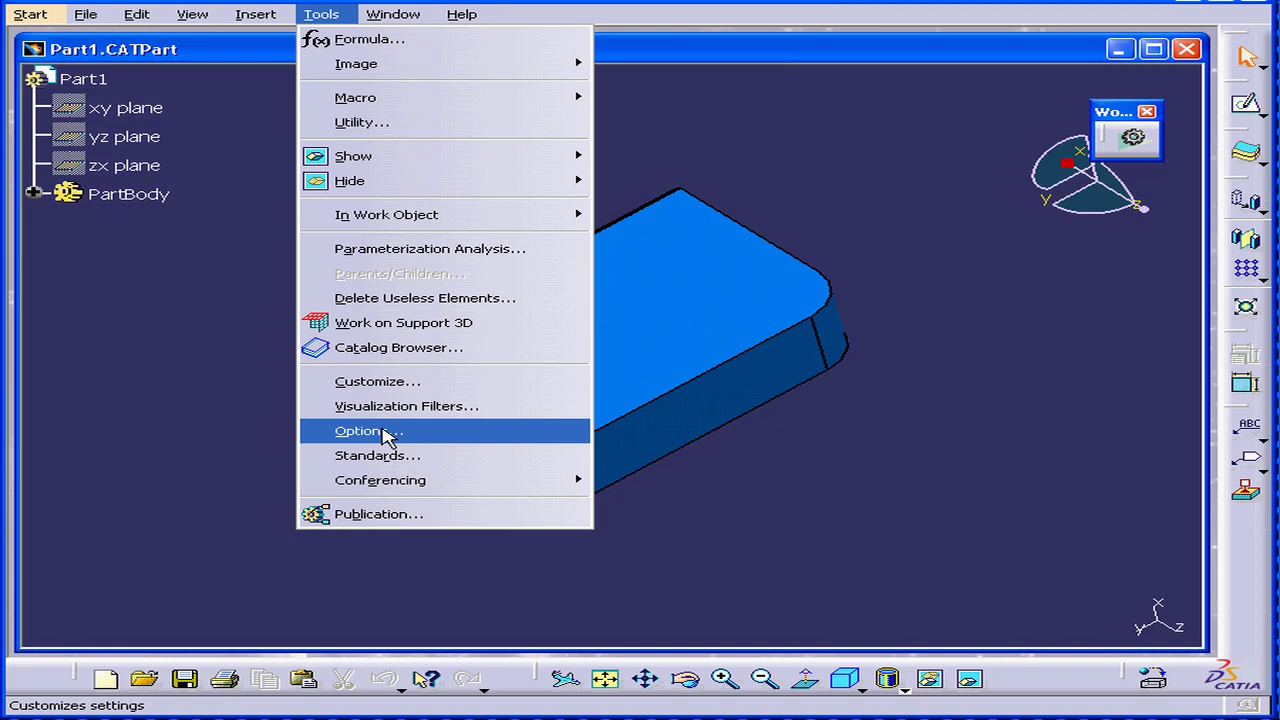 Start File Edit View Insert Tools Window Help
Part1.CATPart
Part1
xy plane
yz plane
zx plane
PartBody
Formula...
Image
Macro
Utility...
Show
Hide
In Work Object
Parameterization Analysis...
Parents/Children...
Delete Useless Elements...
Work on Support 3D
Catalog Browser...
Customize...
Visualization Filters...
Options...
Standards...
Conferencing
Publication...
Wo...
x
y
z
x
y
z
ABC
CATIA
Customizes settings